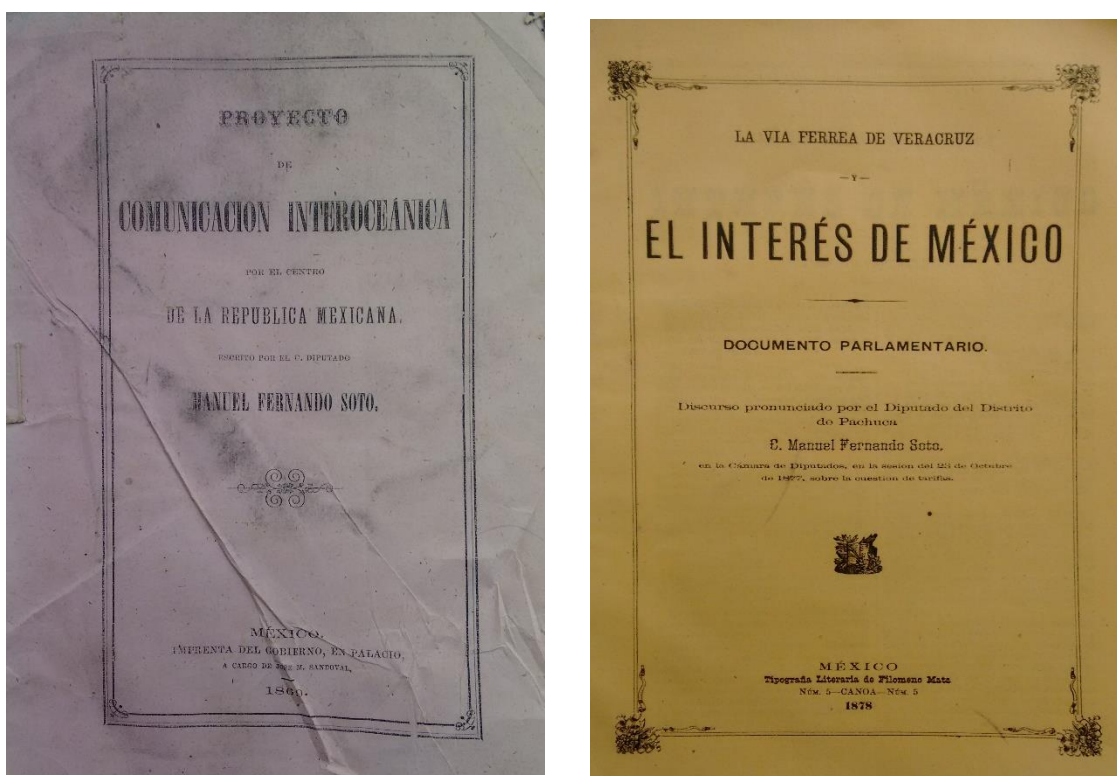 PROYECTO
DE
COMUNICACION INTEROCEÁNICA
POR EL CENTRO
DE LA REPUBLICA MEXICANA,
ESCRITO POR EL C. DIPUTADO
MANUEL FERNANDO SOTO.
MÉXICO.
IMPRENTA DEL GOBIERNO, EN PALACIO,
A CARGO DE JOSE M. SANDOVAL,
1869.
LA VIA FERREA DE VERACRUZ
—Y—
EL INTERÉS DE MÉXICO
DOCUMENTO PARLAMENTARIO.
Discurso pronunciado por el Diputado del Distrito
de Pachuca
C. Manuel Fernando Soto,
en la Cámara de Diputados, en la sesion del 23 de Octubre
de 1877, sobre la cuestion de tarifas.
MÉXICO
Tipografia Literaria de Filomeno Mata
NÚM. 5—CANOA—NÚM. 5
1878